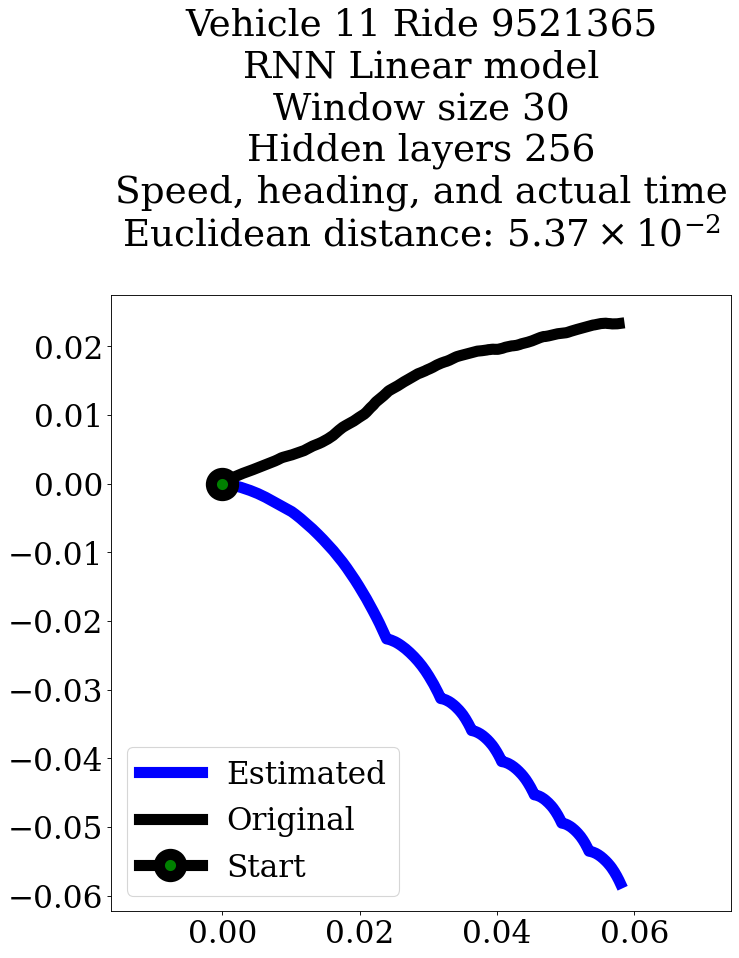 Vehicle 11 Ride 9521365
RNN Linear model
Window size 30
Hidden layers 256
Speed, heading, and actual time
Euclidean distance: 5.37 × 10⁻²
0.02
0.01
0.00
−0.01
−0.02
−0.03
−0.04
−0.05
−0.06
Estimated
Original
Start
0.00 0.02 0.04 0.06